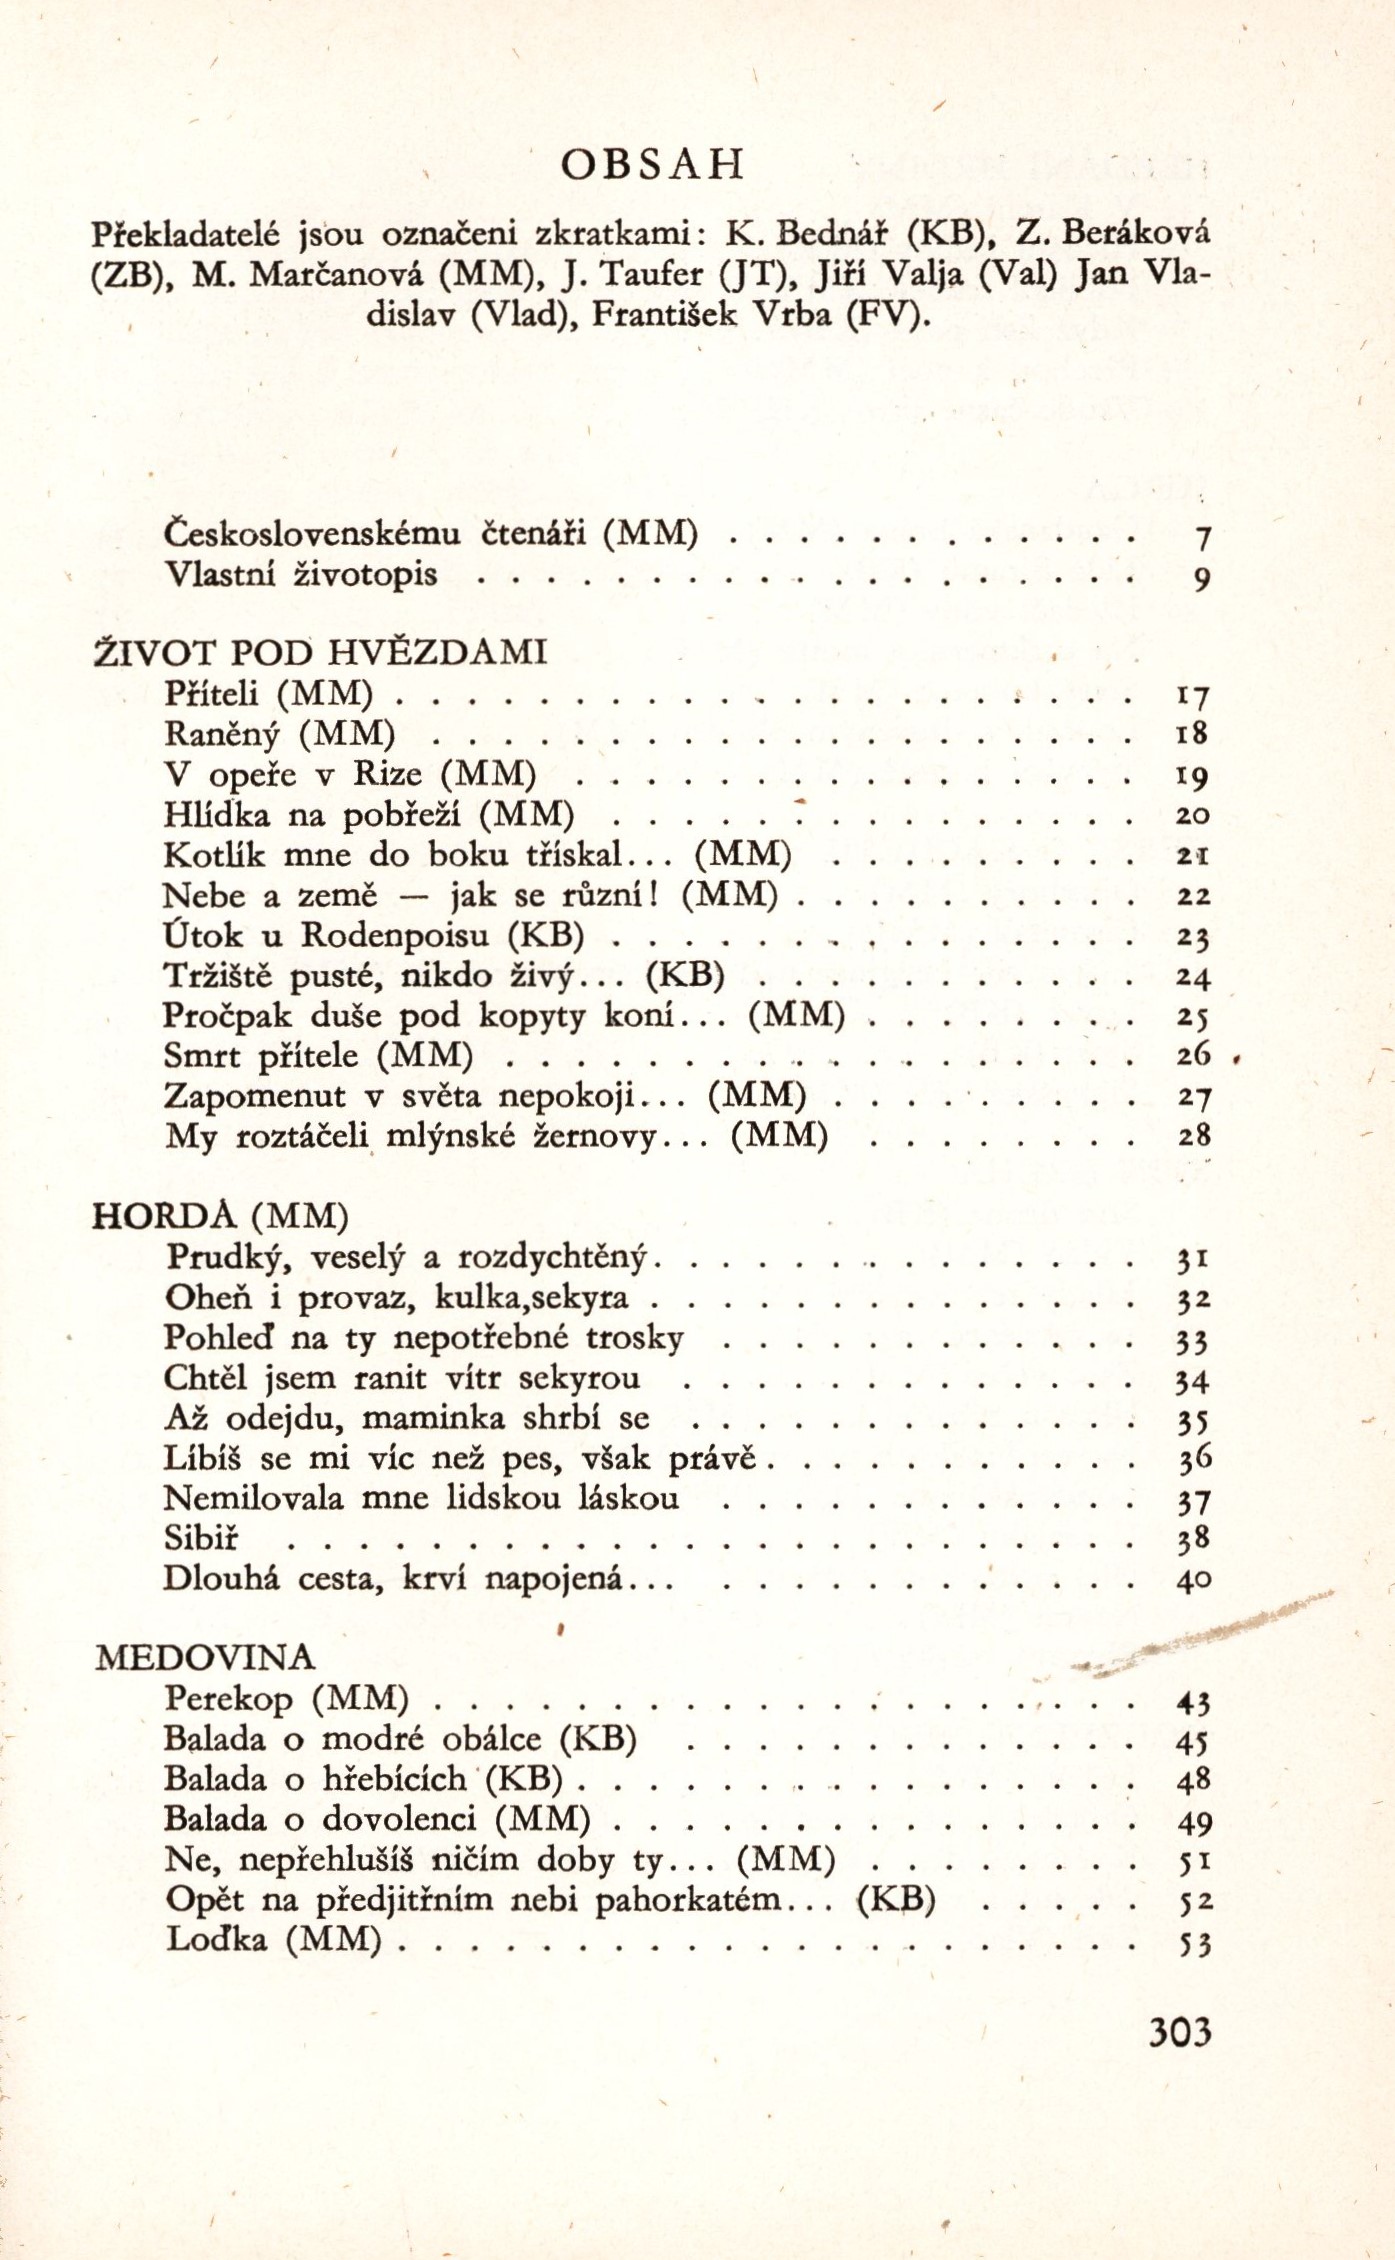 OBSAH
Překladatelé jsou označeni zkratkami: K. Bednář (KB), Z. Beráková
(ZB), M. Marčanová (MM), J. Taufer (JT), Jiří Valja (Val) Jan Vla-
dislav (Vlad), František Vrba (FV).
Československému čtenáři (MM) . . . . . . . . . . . . 7
Vlastní životopis . . . . . . . . . . . . . . . . . . . 9
ŽIVOT POD HVĚZDAMI
Příteli (MM) . . . . . . . . . . . . . . . . . . . . . 17
Raněný (MM) . . . . . . . . . . . . . . . . . . . . 18
V opeře v Rize (MM) . . . . . . . . . . . . . . . . 19
Hlídka na pobřeží (MM) . . . . . . . . . . . . . . . 20
Kotlík mne do boku třískal... (MM) . . . . . . . . . 21
Nebe a země — jak se různí! (MM) . . . . . . . . . . 22
Útok u Rodenpoisu (KB) . . . . . . . . . . . . . . . 23
Tržiště pusté, nikdo živý... (KB) . . . . . . . . . . . 24
Pročpak duše pod kopyty koní... (MM) . . . . . . . . 25
Smrt přítele (MM) . . . . . . . . . . . . . . . . . . 26
Zapomenut v světa nepokoji... (MM) . . . . . . . . . 27
My roztáčeli mlýnské žernovy... (MM) . . . . . . . . 28
HORDA (MM)
Prudký, veselý a rozdychtěný. . . . . . . . . . . . . . 31
Oheň i provaz, kulka,sekyra . . . . . . . . . . . . . . 32
Pohleď na ty nepotřebné trosky . . . . . . . . . . . . 33
Chtěl jsem ranit vítr sekyrou . . . . . . . . . . . . . 34
Až odejdu, maminka shrbí se . . . . . . . . . . . . . 35
Líbíš se mi víc než pes, však právě . . . . . . . . . . . 36
Nemilovala mne lidskou láskou . . . . . . . . . . . . 37
Sibiř . . . . . . . . . . . . . . . . . . . . . . . . 38
Dlouhá cesta, krví napojená... . . . . . . . . . . . . 40
MEDOVINA
Perekop (MM) . . . . . . . . . . . . . . . . . . . . 43
Balada o modré obálce (KB) . . . . . . . . . . . . . 45
Balada o hřebících (KB) . . . . . . . . . . . . . . . . 48
Balada o dovolenci (MM) . . . . . . . . . . . . . . . 49
Ne, nepřehlušíš ničím doby ty... (MM) . . . . . . . . 51
Opět na předjitřním nebi pahorkatém... (KB) . . . . . 52
Loďka (MM) . . . . . . . . . . . . . . . . . . . . . 53
303